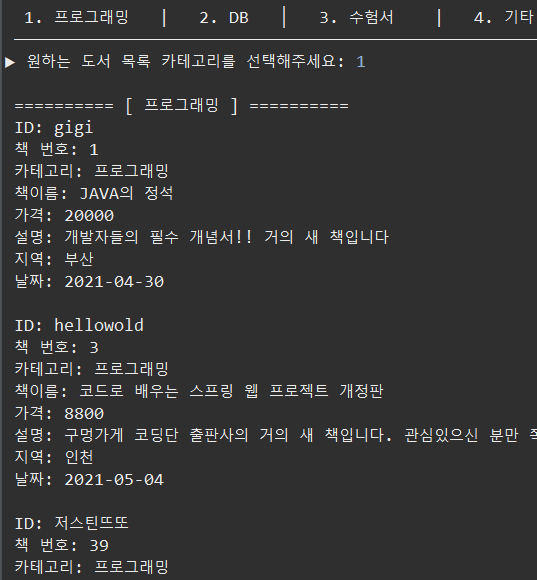 1. 프로그래밍 | 2. DB | 3. 수험서 | 4. 기타
▶ 원하는 도서 목록 카테고리를 선택해주세요: 1
========== [ 프로그래밍 ] ==========
ID: gigi
책 번호: 1
카테고리: 프로그래밍
책이름: JAVA의 정석
가격: 20000
설명: 개발자들의 필수 개념서!! 거의 새 책입니다
지역: 부산
날짜: 2021-04-30
ID: hellowold
책 번호: 3
카테고리: 프로그래밍
책이름: 코드로 배우는 스프링 웹 프로젝트 개정판
가격: 8800
설명: 구멍가게 코딩단 출판사의 거의 새 책입니다. 관심있으신 분만
지역: 인천
날짜: 2021-05-04
ID: 저스틴뜨또
책 번호: 39
카테고리: 프로그래밍